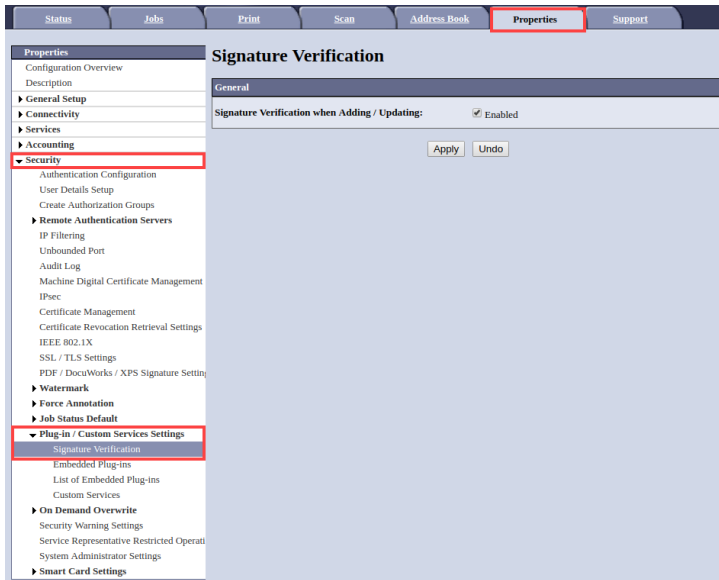 Status Jobs Print Scan Address Book Properties Support
Properties
Configuration Overview
Description
General Setup
Connectivity
Services
Accounting
Security
Authentication Configuration
User Details Setup
Create Authorization Groups
Remote Authentication Servers
IP Filtering
Unbounded Port
Audit Log
Machine Digital Certificate Management
IPsec
Certificate Management
Certificate Revocation Retrieval Settings
IEEE 802.1X
SSL / TLS Settings
PDF / DocuWorks / XPS Signature Setting
Watermark
Force Annotation
Job Status Default
Plug-in / Custom Services Settings
Signature Verification
Embedded Plug-ins
List of Embedded Plug-ins
Custom Services
On Demand Overwrite
Security Warning Settings
Service Representative Restricted Operati
System Administrator Settings
Smart Card Settings
Signature Verification
General
Signature Verification when Adding / Updating: Enabled
Apply Undo